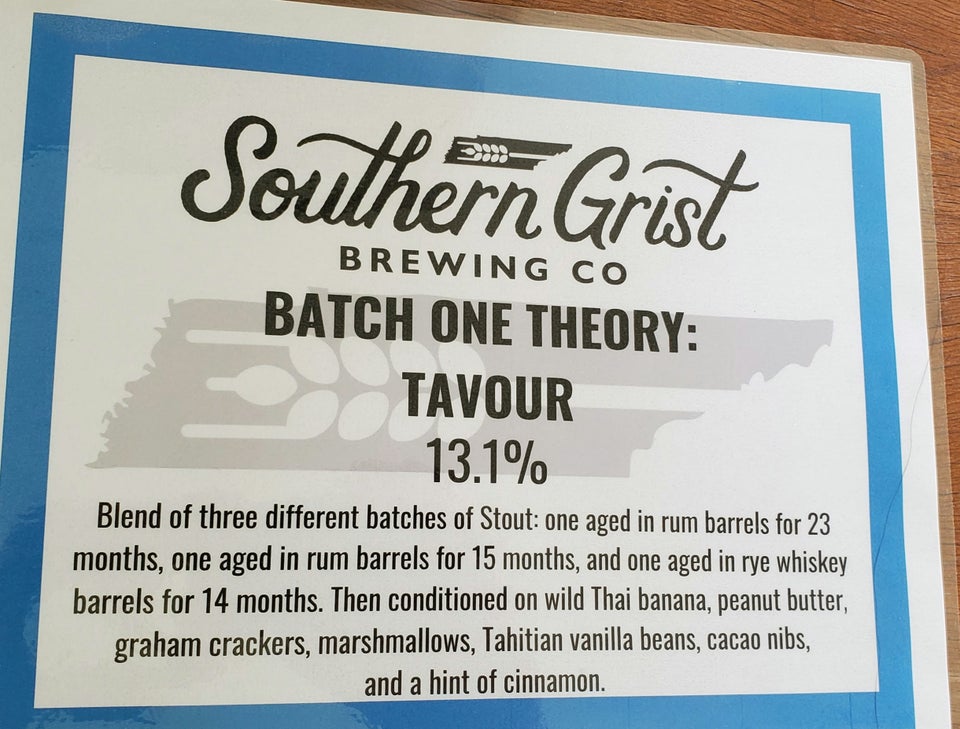 Southern Grist
BREWING CO
BATCH ONE THEORY:
TAVOUR
13.1%
Blend of three different batches of Stout: one aged in rum barrels for 23
months, one aged in rum barrels for 15 months, and one aged in rye whiskey
barrels for 14 months. Then conditioned on wild Thai banana, peanut butter,
graham crackers, marshmallows, Tahitian vanilla beans, cacao nibs,
and a hint of cinnamon.